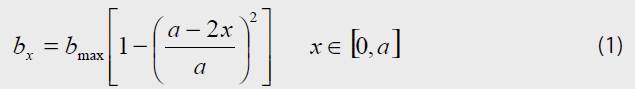 b_x = b_max [ 1 − ( (a − 2x) / a )² ]    x ∈ [0, a]    (1)